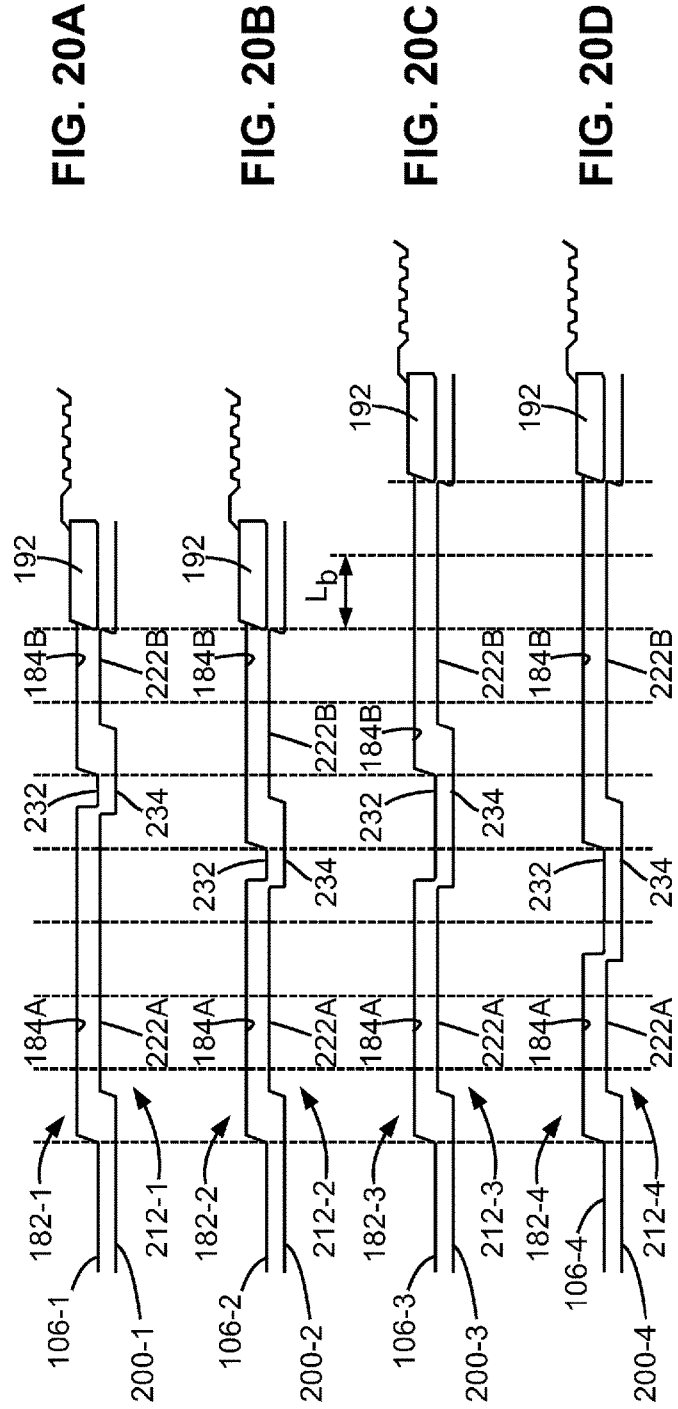 182-1 184A 232 184B 192
106-1
FIG. 20A
200-1 212-1 222A 234 222B
182-2 184A 232 184B 192
106-2
FIG. 20B
200-2 212-2 222A 234 222B
Lb
182-3 184A 232 184B 192
106-3
FIG. 20C
200-3 212-3 222A 234 222B
182-4 184A 232 184B 192
106-4
FIG. 20D
200-4 212-4 222A 234 222B